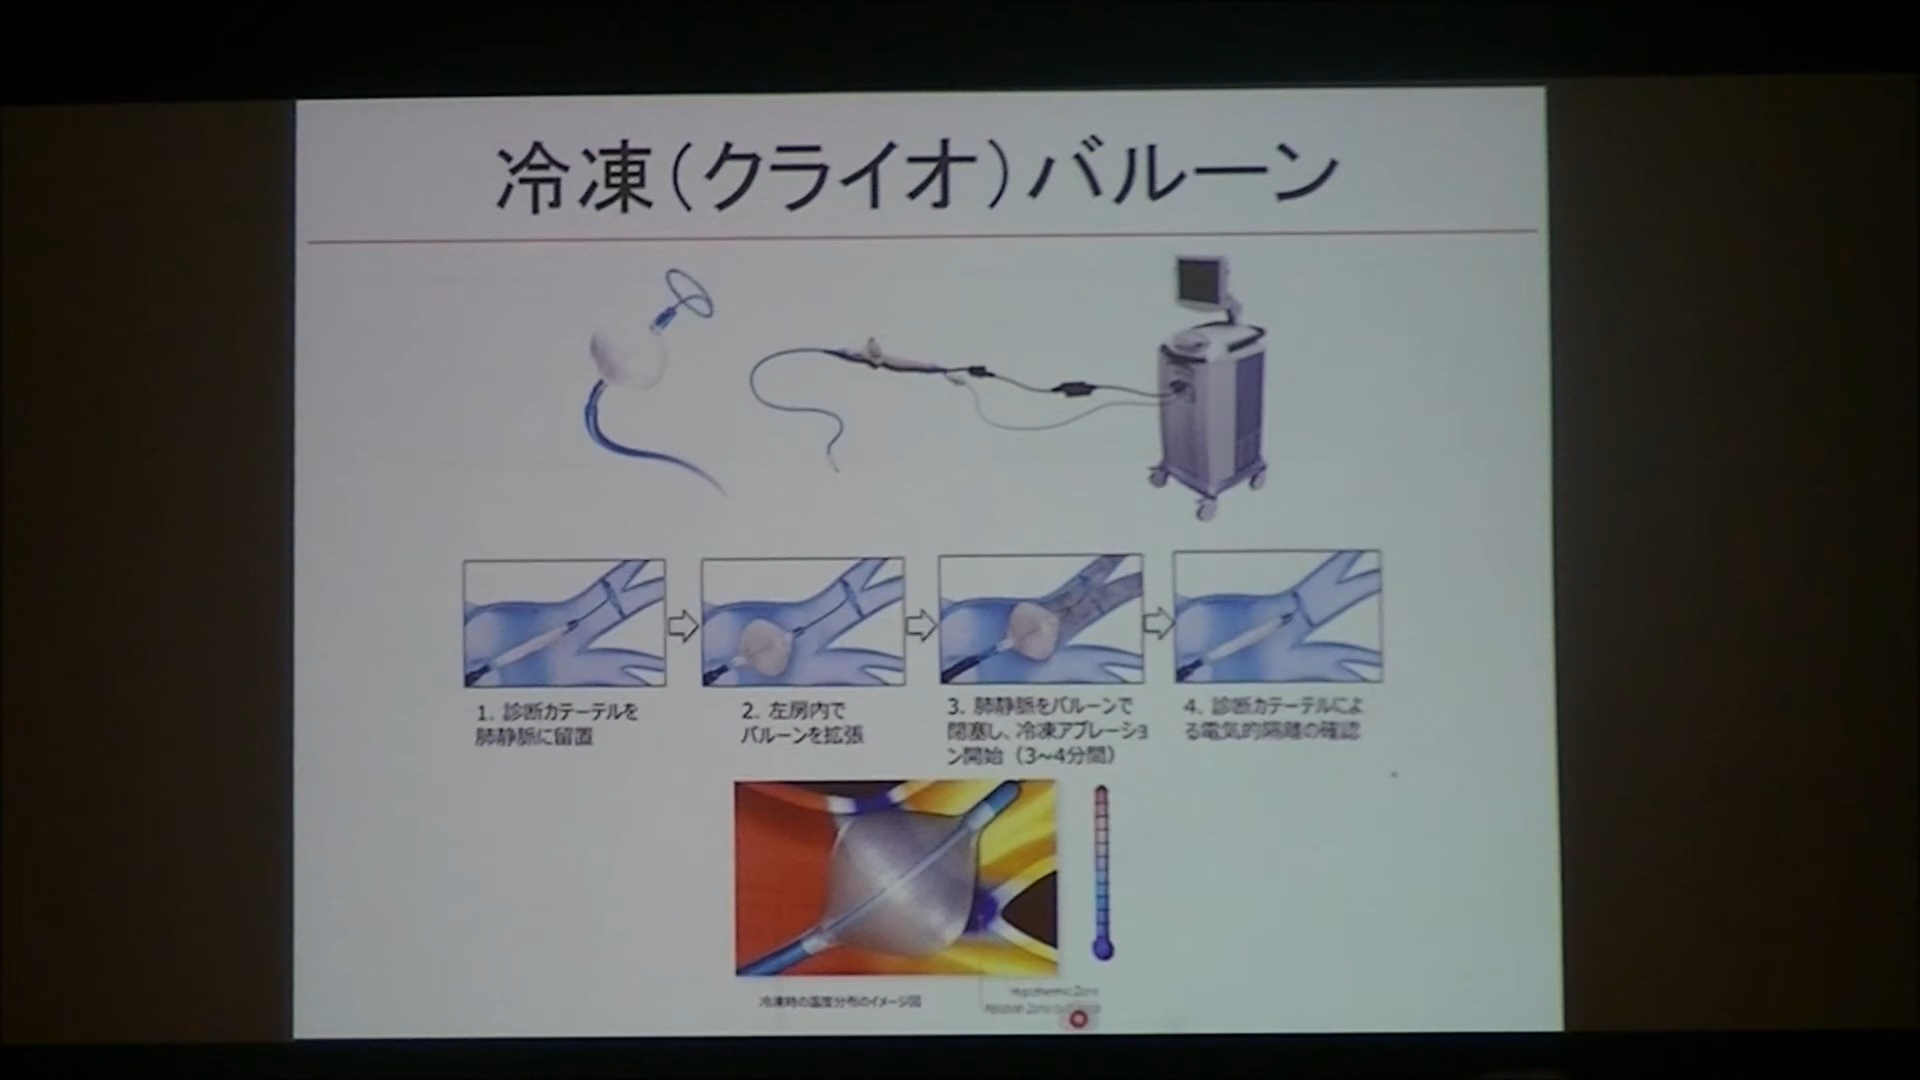 冷凍(クライオ)バルーン
1. 診断カテーテルを
肺静脈に留置
2. 左房内で
バルーンを拡張
3. 肺静脈をバルーンで
閉塞し、冷凍アブレーショ
ン開始（3~4分間）
4. 診断カテーテルによ
る電気的隔離の確認
冷凍時の温度分布のイメージ図
Hypothermic Zone
Ablation Zone